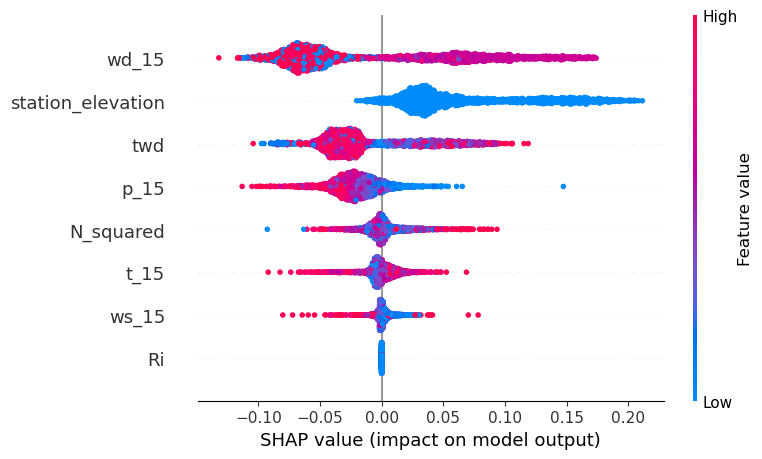 High
wd_15
station_elevation
twd
p_15
N_squared
t_15
ws_15
Ri
Feature value
Low
−0.10 −0.05 0.00 0.05 0.10 0.15 0.20
SHAP value (impact on model output)